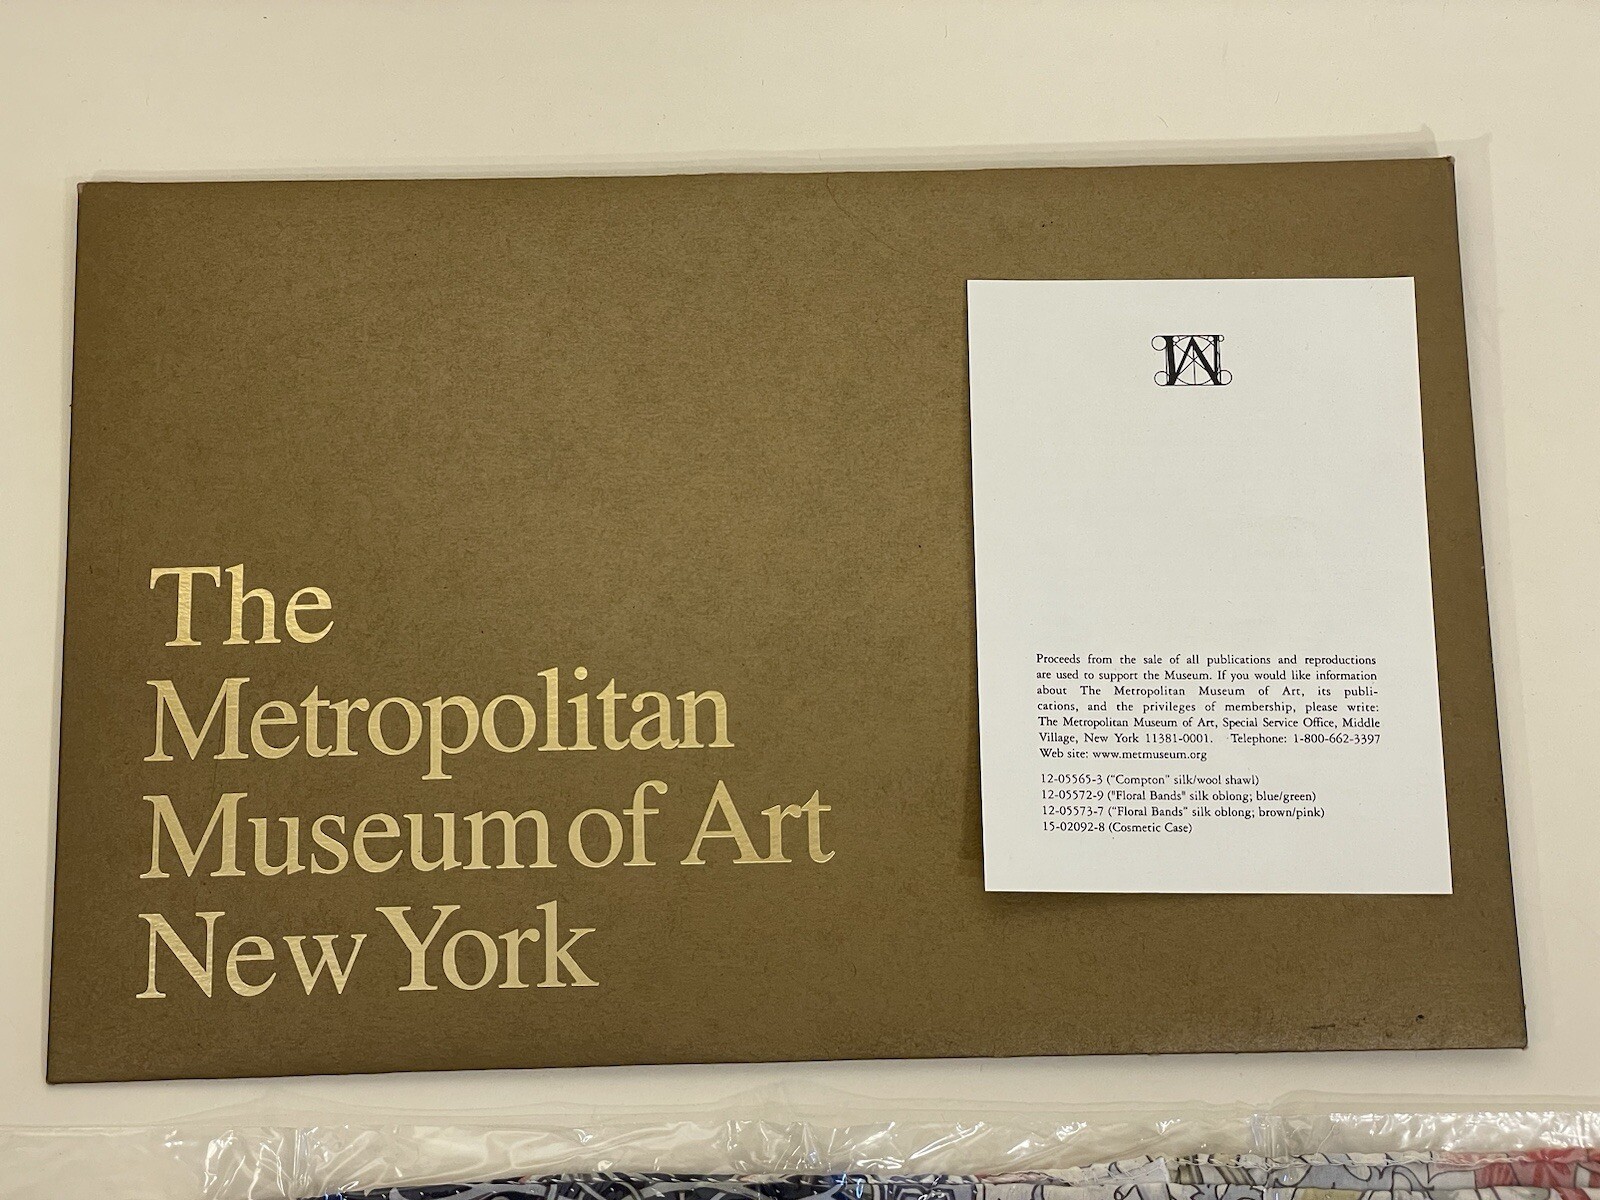 The
Metropolitan
Museum of Art
New York
M
Proceeds from the sale of all publications and reproductions
are used to support the Museum. If you would like information
about The Metropolitan Museum of Art, its publi-
cations, and the privileges of membership, please write:
The Metropolitan Museum of Art, Special Service Office, Middle
Village, New York 11381-0001. Telephone: 1-800-662-3397
Web site: www.metmuseum.org
12-05565-3 ("Compton" silk/wool shawl)
12-05572-9 ("Floral Bands" silk oblong; blue/green)
12-05573-7 ("Floral Bands" silk oblong; brown/pink)
15-02092-8 (Cosmetic Case)